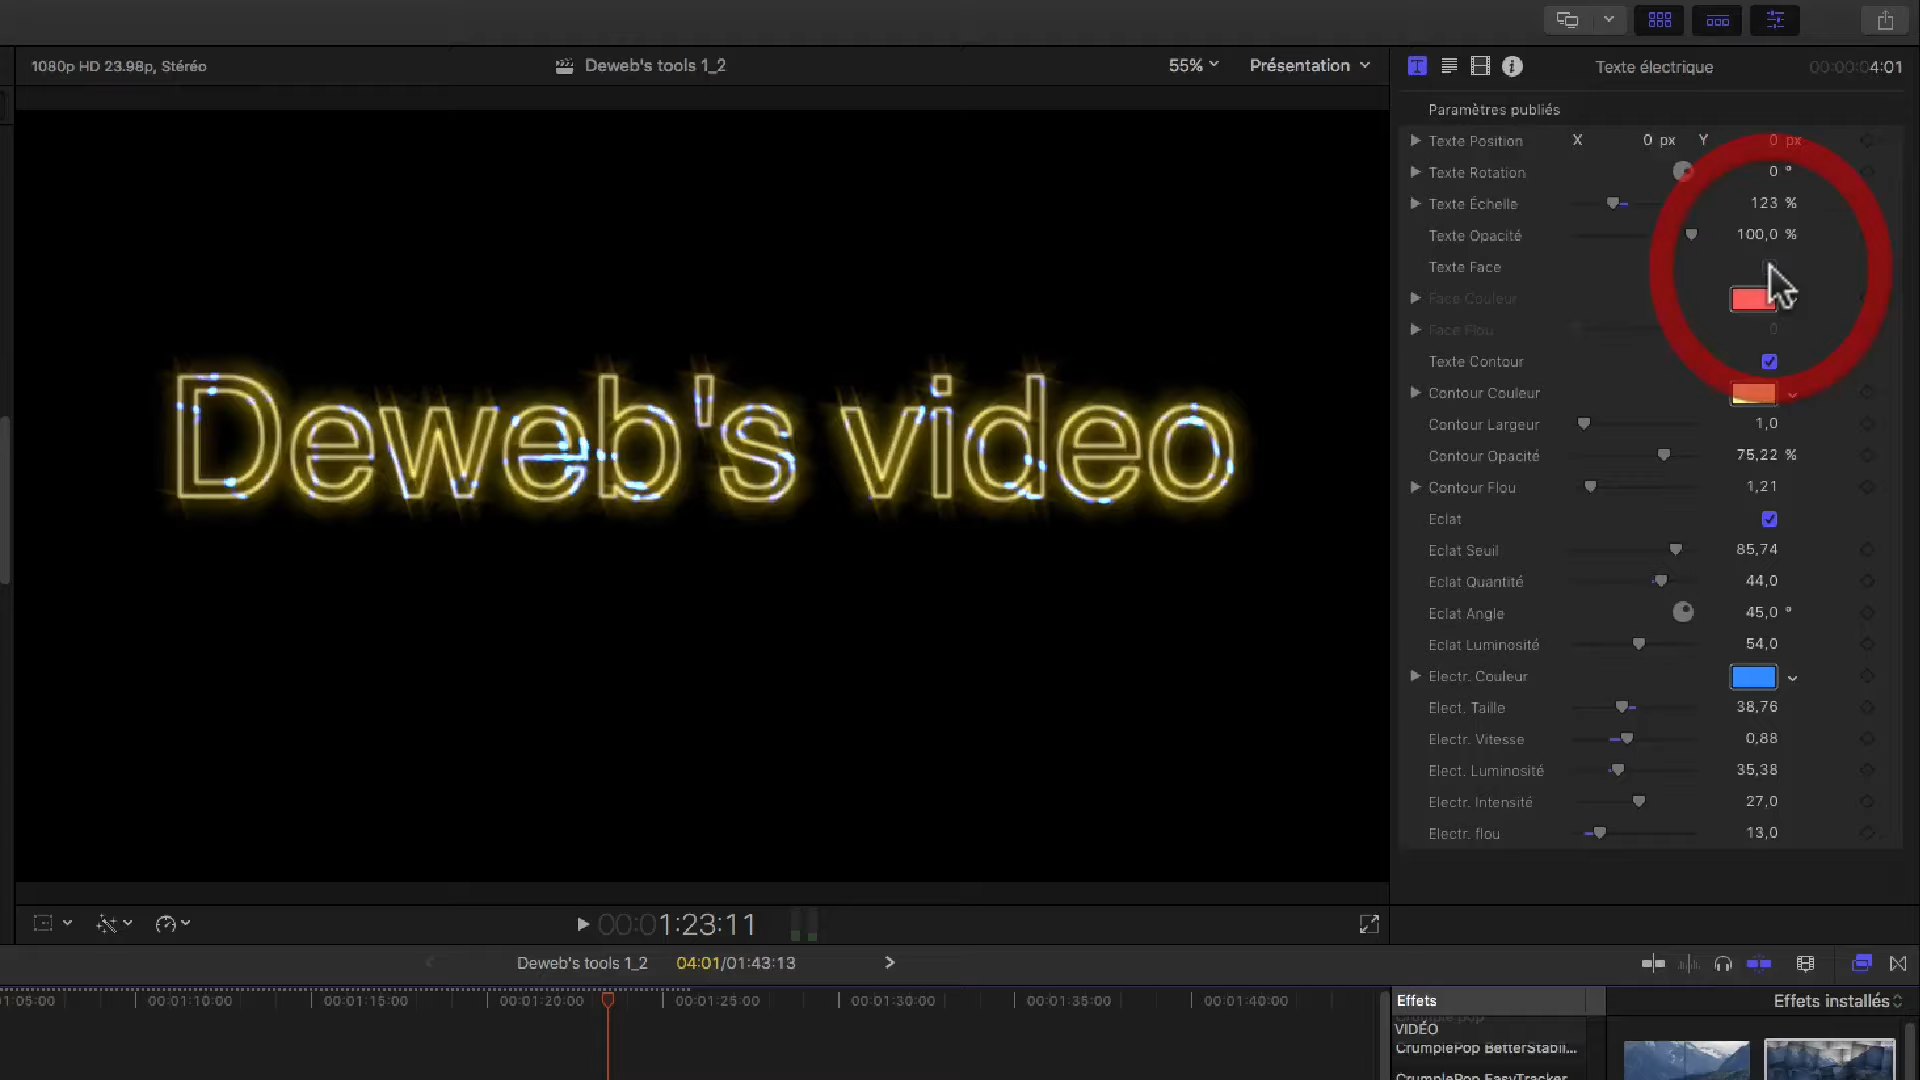 1080p HD 23.98p, Stéréo
Deweb's tools 1_2
55%
Présentation
Texte électrique
00:00:04:01
Paramètres publiés
Texte Position X 0 px Y 0 px
Texte Rotation 0 °
Texte Échelle 123 %
Texte Opacité 100,0 %
Texte Face
Face Couleur
Face Flou 0
Texte Contour
Contour Couleur
Contour Largeur 1,0
Contour Opacité 75,22 %
Contour Flou 1,21
Eclat
Eclat Seuil 85,74
Eclat Quantité 44,0
Eclat Angle 45,0 °
Eclat Luminosité 54,0
Electr. Couleur
Elect. Taille 38,76
Electr. Vitesse 0,88
Elect. Luminosité 35,38
Electr. Intensité 27,0
Electr. flou 13,0
Deweb's video
00:01:23:11
Deweb's tools 1_2
04:01/01:43:13
1:05:00
00:01:10:00
00:01:15:00
00:01:20:00
00:01:25:00
00:01:30:00
00:01:35:00
00:01:40:00
Effets
Effets installés
Crumple pop
VIDÉO
CrumplePop BetterStabili...
CrumplePop EasyTracker